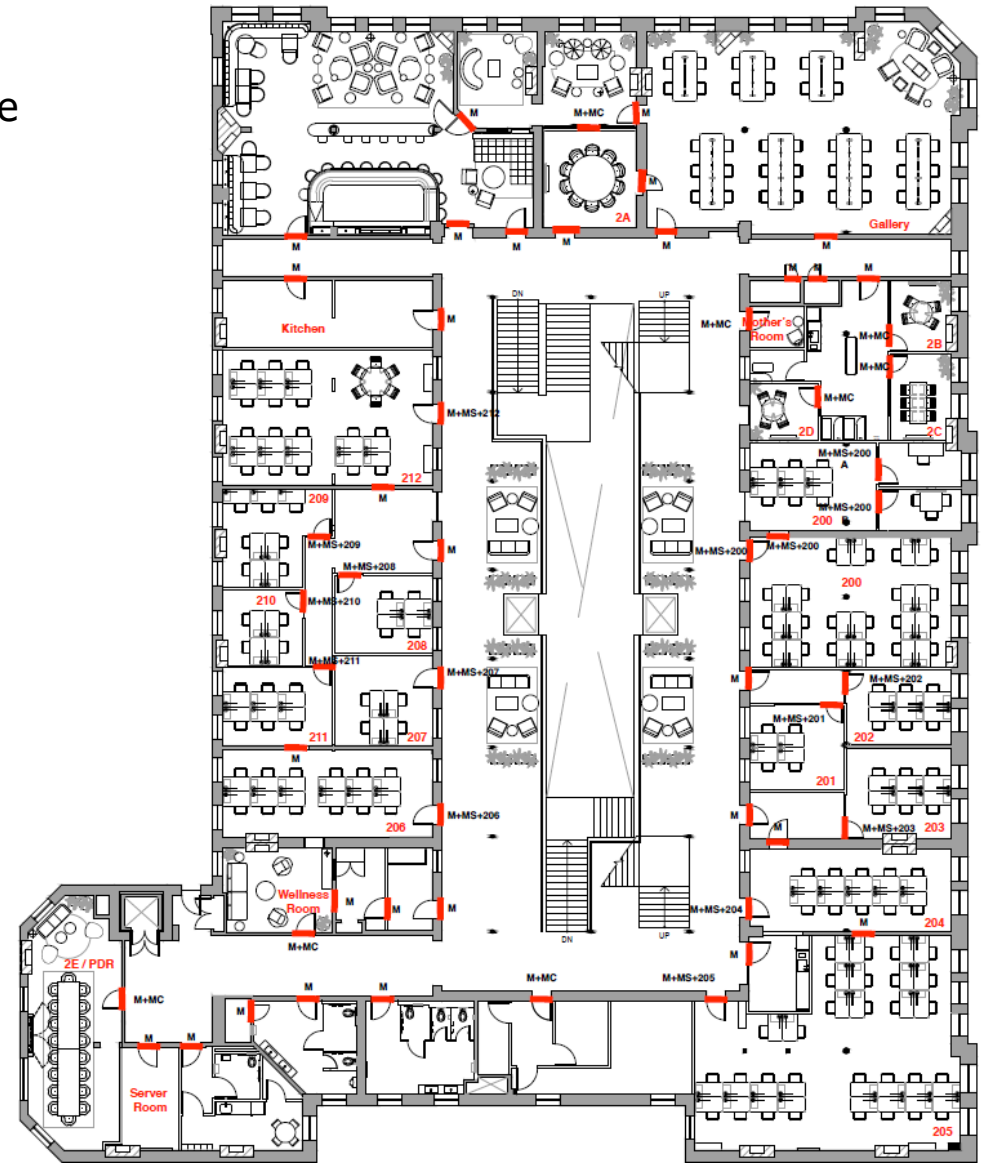 e
M
M+MC
M
M
2A
Gallery
M
M
M
M
M
M
M
M
M
M
M
DN
UP
Kitchen
M
M+MC
Mother's
Room
M+MC
2B
M+MC
M+MS+212
M+MC
2D
2C
M+MS+200
A
212
M
209
M+MS+200
200
B
M+MS+209
M
M+MS+200
M+MS+200
M+MS+208
200
210
M+MS+210
208
M+MS+211
M+MS+207
M
M+MS+202
M+MS+201
211
207
202
M
201
M+MS+206
M
M
206
M+MS+203
203
Wellness
Room
M
M
M
M+MS+204
204
M
DN
UP
M+MC
M
2E / PDR
M
M
M+MC
M+MS+205
M+MC
M
M
M
Server
Room
205